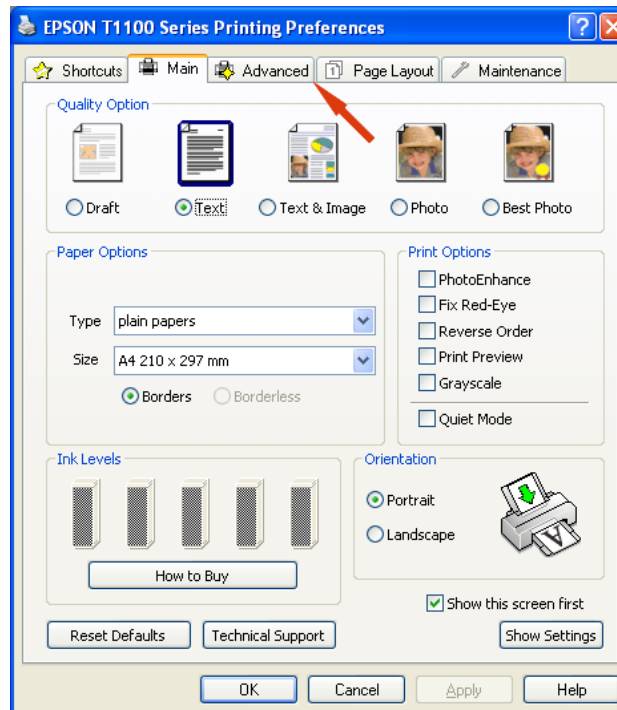 EPSON T1100 Series Printing Preferences
Shortcuts Main Advanced 1 Page Layout Maintenance
Quality Option
Draft Text Text & Image Photo Best Photo
Paper Options
Type plain papers
Size A4 210 x 297 mm
Borders Borderless
Print Options
PhotoEnhance
Fix Red-Eye
Reverse Order
Print Preview
Grayscale
Quiet Mode
Ink Levels
How to Buy
Orientation
Portrait
Landscape
A
Show this screen first
Reset Defaults Technical Support Show Settings
OK Cancel Apply Help